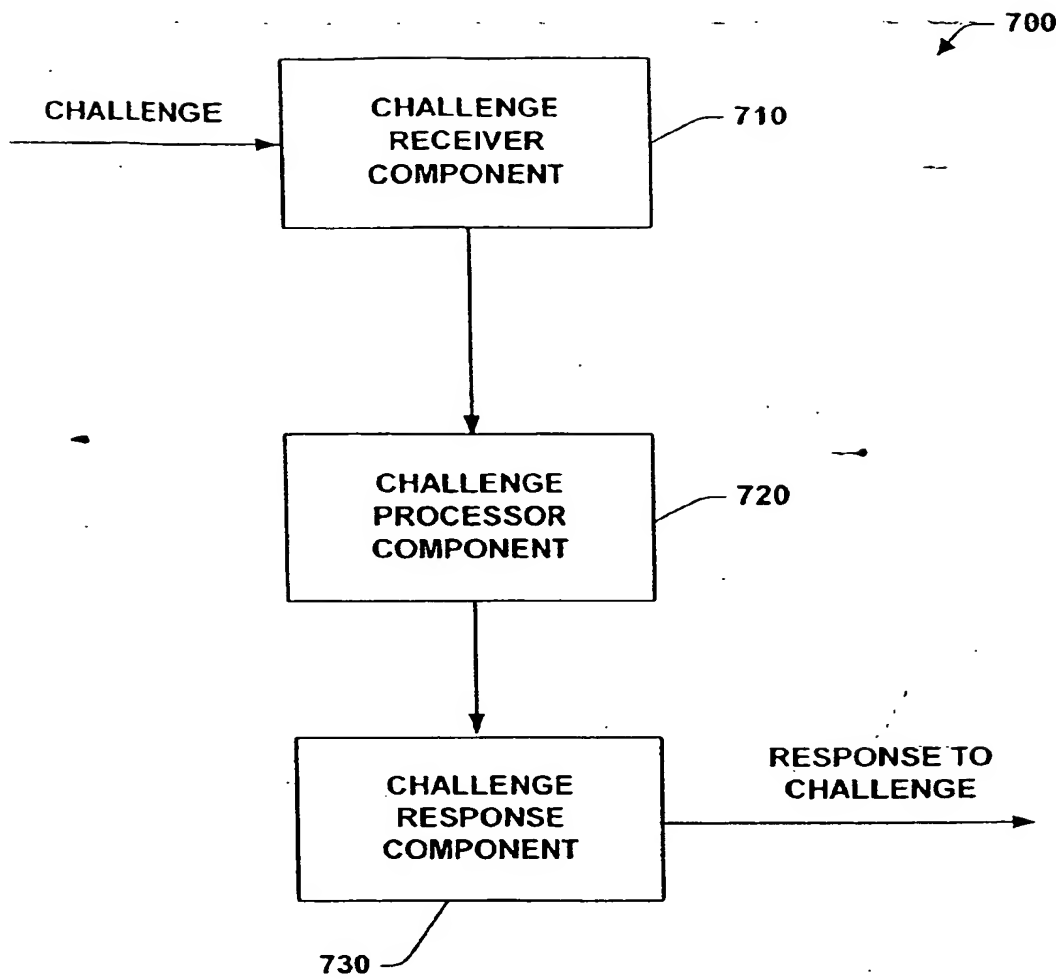 700
CHALLENGE
CHALLENGE
RECEIVER
COMPONENT
710
CHALLENGE
PROCESSOR
COMPONENT
720
CHALLENGE
RESPONSE
COMPONENT
RESPONSE TO
CHALLENGE
730